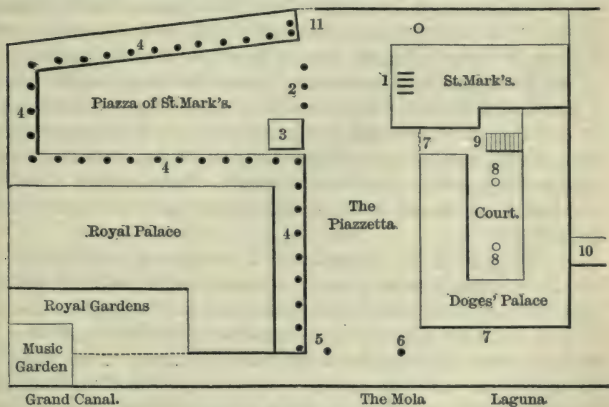 11
4
1
St. Mark's.
2
Piazza of St. Mark's.
4
3
7
9
4
8
The
Piazzetta.
Court.
Royal Palace
4
8
10
Royal Gardens
Doges' Palace
7
5
6
Music
Garden
Grand Canal.
The Mola
Laguna.